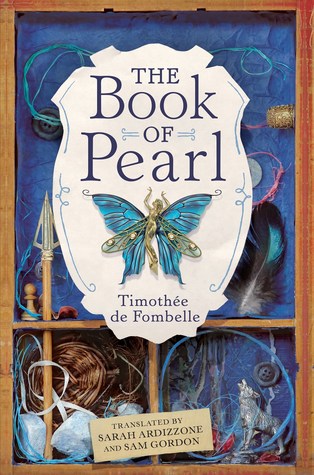 THE
Book
OF
Pearl
Timothée
de Fombelle
TRANSLATED BY
SARAH ARDIZZONE
AND SAM GORDON